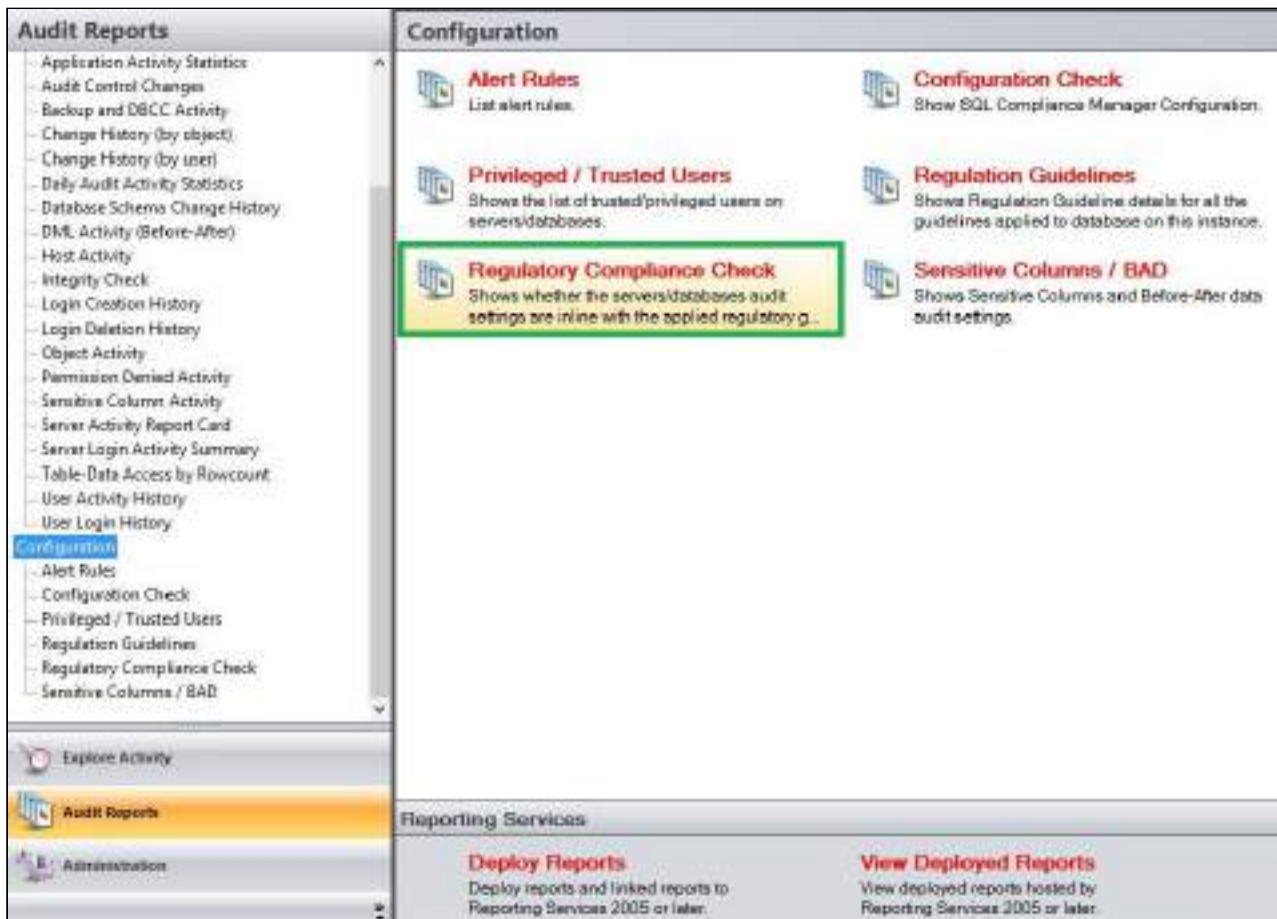 Audit Reports
Application Activity Statistics
Audit Control Changes
Backup and DBCC Activity
Change History (by object)
Change History (by user)
Daily Audit Activity Statistics
Database Schema Change History
DML Activity (Before-After)
Host Activity
Integrity Check
Login Creation History
Login Deletion History
Object Activity
Permission Denied Activity
Sensitive Column Activity
Server Activity Report Card
Server Login Activity Summary
Table-Data Access by Rowcount
User Activity History
User Login History
Configuration
Alert Rules
Configuration Check
Privileged / Trusted Users
Regulation Guidelines
Regulatory Compliance Check
Sensitive Columns / BAD
Explore Activity
Audit Reports
Administration
Configuration
Alert Rules
List alert rules.
Configuration Check
Show SQL Compliance Manager Configuration.
Privileged / Trusted Users
Shows the list of trusted/privileged users on
servers/databases.
Regulation Guidelines
Shows Regulation Guideline details for all the
guidelines applied to database on this instance.
Regulatory Compliance Check
Shows whether the servers/databases audit
settings are inline with the applied regulatory g...
Sensitive Columns / BAD
Shows Sensitive Columns and Before-After data
audit settings.
Reporting Services
Deploy Reports
Deploy reports and linked reports to
Reporting Services 2005 or later.
View Deployed Reports
View deployed reports hosted by
Reporting Services 2005 or later.